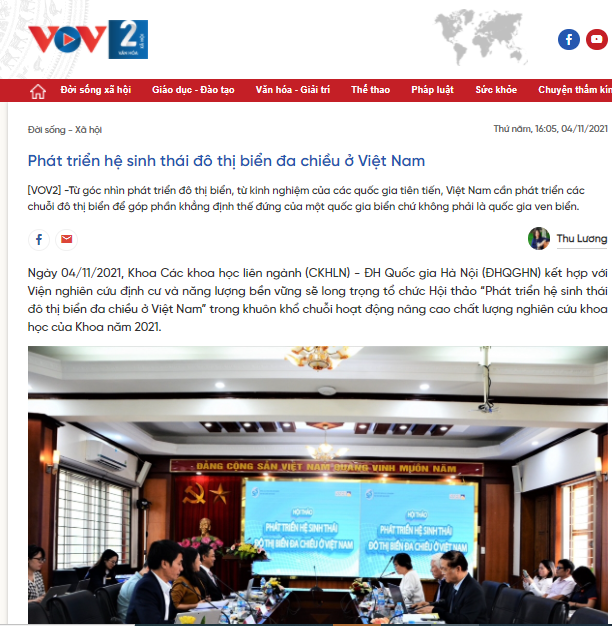 VOV 2
VĂN HÓA
XÃ HỘI
Đời sống xã hội Giáo dục - Đào tạo Văn hóa - Giải trí Thể thao Pháp luật Sức khỏe Chuyện thầm kín
Đời sống - Xã hội Thứ năm, 16:05, 04/11/2021
Phát triển hệ sinh thái đô thị biển đa chiều ở Việt Nam
[VOV2] -Từ góc nhìn phát triển đô thị biển, từ kinh nghiệm của các quốc gia tiên tiến, Việt Nam cần phát triển các
chuỗi đô thị biển để góp phần khẳng định thế đứng của một quốc gia biển chứ không phải là quốc gia ven biển.
Thu Lương
Ngày 04/11/2021, Khoa Các khoa học liên ngành (CKHLN) - ĐH Quốc gia Hà Nội (ĐHQGHN) kết hợp với
Viện nghiên cứu định cư và năng lượng bền vững sẽ long trọng tổ chức Hội thảo “Phát triển hệ sinh thái
đô thị biển đa chiều ở Việt Nam” trong khuôn khổ chuỗi hoạt động nâng cao chất lượng nghiên cứu khoa
học của Khoa năm 2021.
ĐẢNG CỘNG SẢN VIỆT NAM QUANG VINH MUÔN NĂM
HỘI THẢO
PHÁT TRIỂN HỆ SINH THÁI
ĐÔ THỊ BIỂN ĐA CHIỀU Ở VIỆT NAM
HỘI THẢO
PHÁT TRIỂN HỆ SINH THÁI
ĐÔ THỊ BIỂN ĐA CHIỀU Ở VIỆT NAM